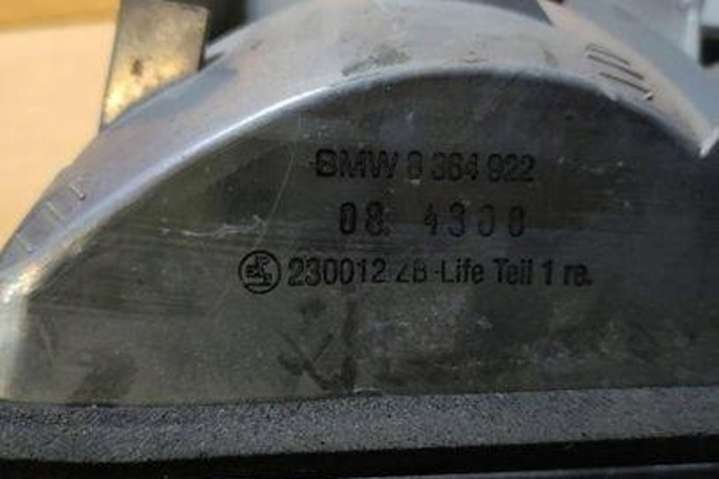 BMW 8 364 922
08. 4300
230012 ZB-Life Teil 1 re.